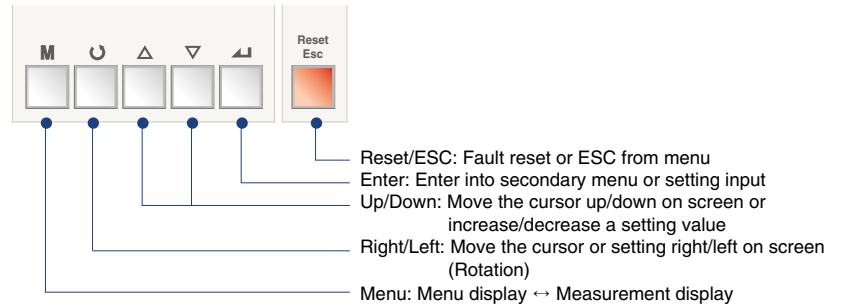 M
Reset
Esc
Reset/ESC: Fault reset or ESC from menu
Enter: Enter into secondary menu or setting input
Up/Down: Move the cursor up/down on screen or
increase/decrease a setting value
Right/Left: Move the cursor or setting right/left on screen
(Rotation)
Menu: Menu display ↔ Measurement display